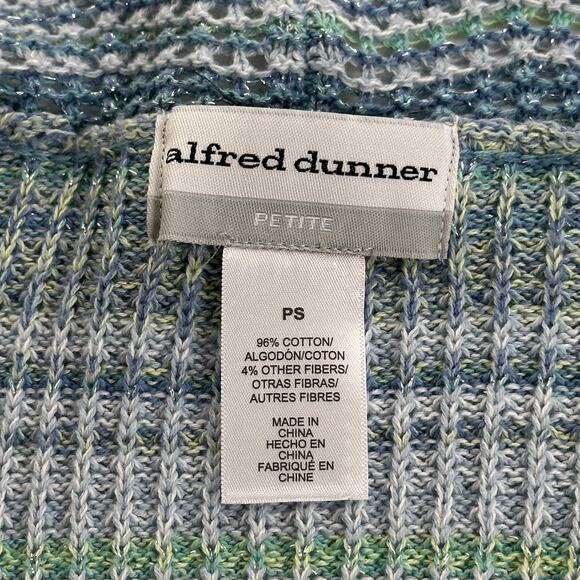 alfred dunner
PETITE
PS
96% COTTON/
ALGODÓN/COTON
4% OTHER FIBERS/
OTRAS FIBRAS/
AUTRES FIBRES
MADE IN
CHINA
HECHO EN
CHINA
FABRIQUÉ EN
CHINE